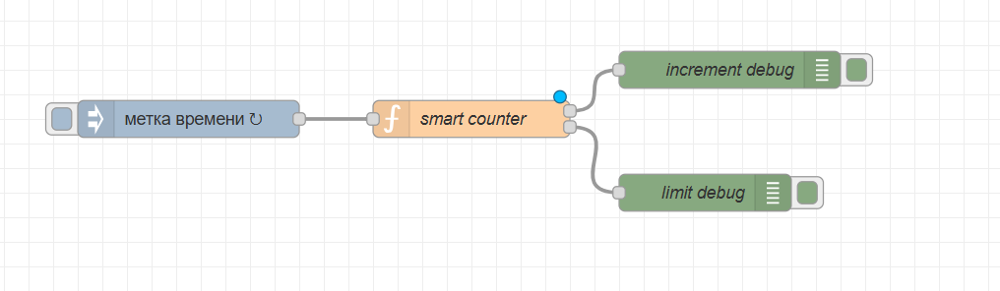 метка времени ↻
smart counter
increment debug
limit debug